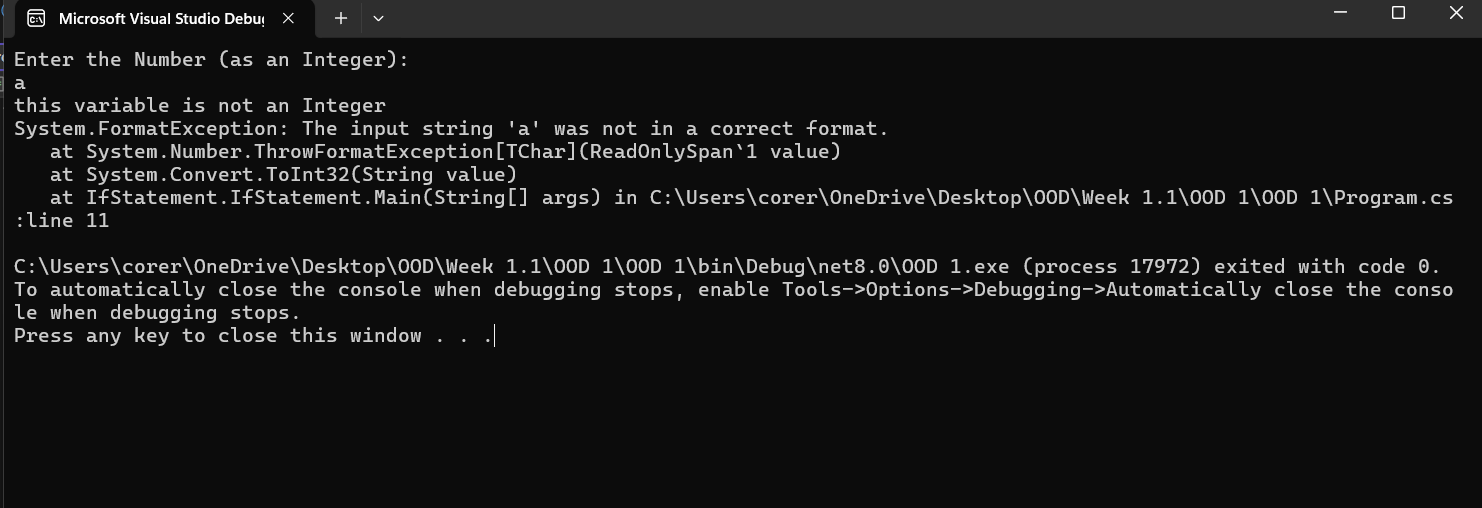 Microsoft Visual Studio Debu
Enter the Number (as an Integer):
a
this variable is not an Integer
System.FormatException: The input string 'a' was not in a correct format.
   at System.Number.ThrowFormatException[TChar](ReadOnlySpan`1 value)
   at System.Convert.ToInt32(String value)
   at IfStatement.IfStatement.Main(String[] args) in C:\Users\corer\OneDrive\Desktop\OOD\Week 1.1\OOD 1\OOD 1\Program.cs
:line 11
C:\Users\corer\OneDrive\Desktop\OOD\Week 1.1\OOD 1\OOD 1\bin\Debug\net8.0\OOD 1.exe (process 17972) exited with code 0.
To automatically close the console when debugging stops, enable Tools->Options->Debugging->Automatically close the conso
le when debugging stops.
Press any key to close this window . . .